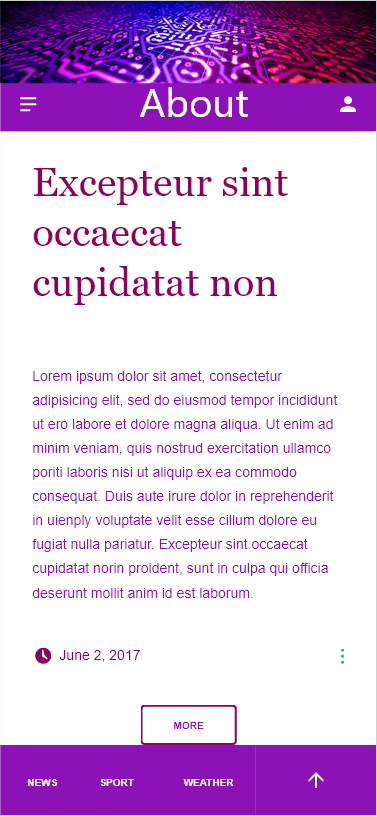 About
Excepteur sint
occaecat
cupidatat non
Lorem ipsum dolor sit amet, consectetur
adipisicing elit, sed do eiusmod tempor incididunt
ut ero labore et dolore magna aliqua. Ut enim ad
minim veniam, quis nostrud exercitation ullamco
poriti laboris nisi ut aliquip ex ea commodo
consequat. Duis aute irure dolor in reprehenderit
in uienply voluptate velit esse cillum dolore eu
fugiat nulla pariatur. Excepteur sint occaecat
cupidatat norin proident, sunt in culpa qui officia
deserunt mollit anim id est laborum.
June 2, 2017
MORE
NEWS SPORT WEATHER